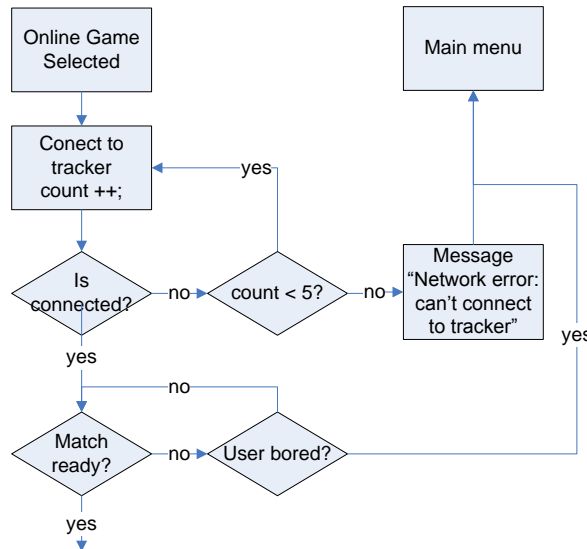 Online Game
Selected
Main menu
Conect to
tracker
count ++;
yes
Is
connected?
no
count < 5?
no
Message
“Network error:
can’t connect
to tracker”
yes
yes
no
Match
ready?
no
User bored?
yes